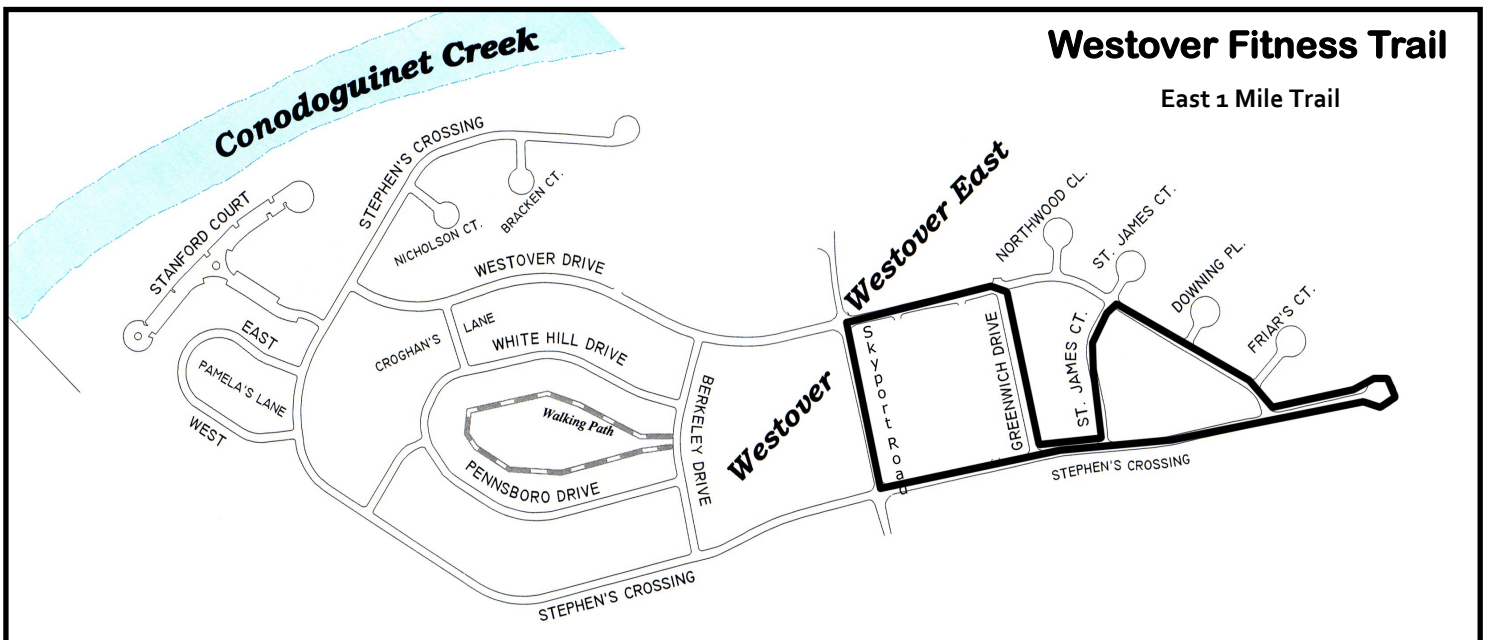 Westover Fitness Trail
East 1 Mile Trail
Conodoguinet Creek
STEPHEN'S CROSSING
BRACKEN CT.
NICHOLSON CT.
STANFORD COURT
WESTOVER DRIVE
EAST
PAMELA'S LANE
WEST
CROGHAN'S
LANE
WHITE HILL DRIVE
Walking Path
PENNSBORO DRIVE
BERKELEY DRIVE
STEPHEN'S CROSSING
Westover
Westover East
Skyport Road
NORTHWOOD CL.
ST. JAMES CT.
DOWNING PL.
FRIAR'S CT.
GREENWICH DRIVE
ST. JAMES CT.
STEPHEN'S CROSSING